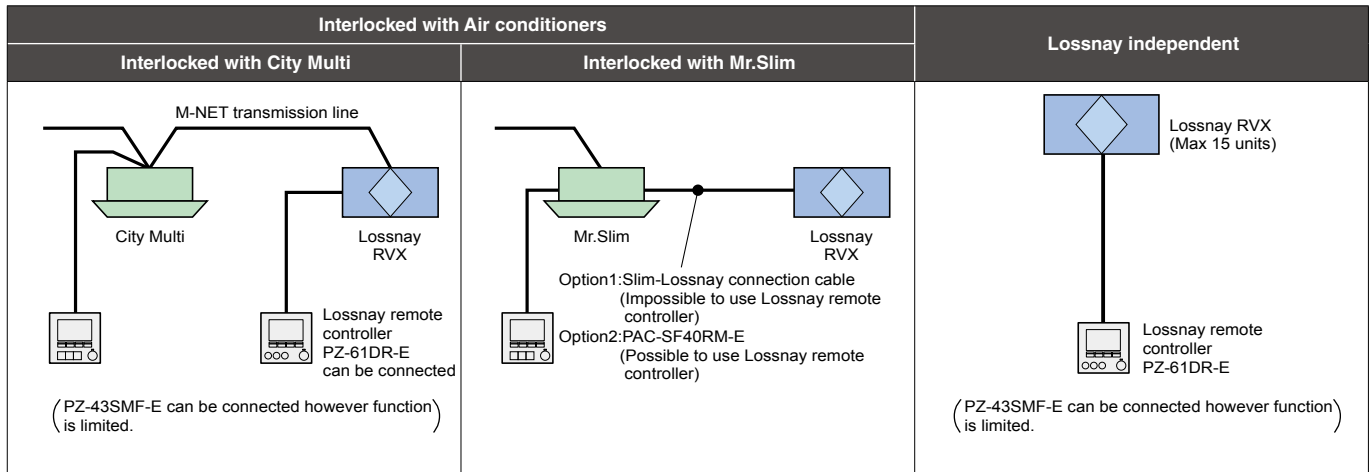 Interlocked with Air conditioners
Lossnay independent
Interlocked with City Multi
Interlocked with Mr.Slim
M-NET transmission line
City Multi
Lossnay
RVX
Lossnay remote
controller
PZ-61DR-E
can be connected
(PZ-43SMF-E can be connected however function
is limited.)
Mr.Slim
Lossnay
RVX
Option1:Slim-Lossnay connection cable
(Impossible to use Lossnay remote
controller)
Option2:PAC-SF40RM-E
(Possible to use Lossnay remote
controller)
Lossnay RVX
(Max 15 units)
Lossnay remote
controller
PZ-61DR-E
(PZ-43SMF-E can be connected however function
is limited.)